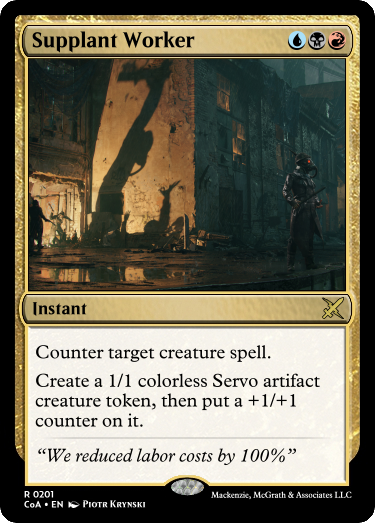 Supplant Worker
Instant
Counter target creature spell.
Create a 1/1 colorless Servo artifact
creature token, then put a +1/+1
counter on it.
“We reduced labor costs by 100%”
R 0201
CoA • EN Piotr Krynski
Mackenzie, McGrath & Associates LLC